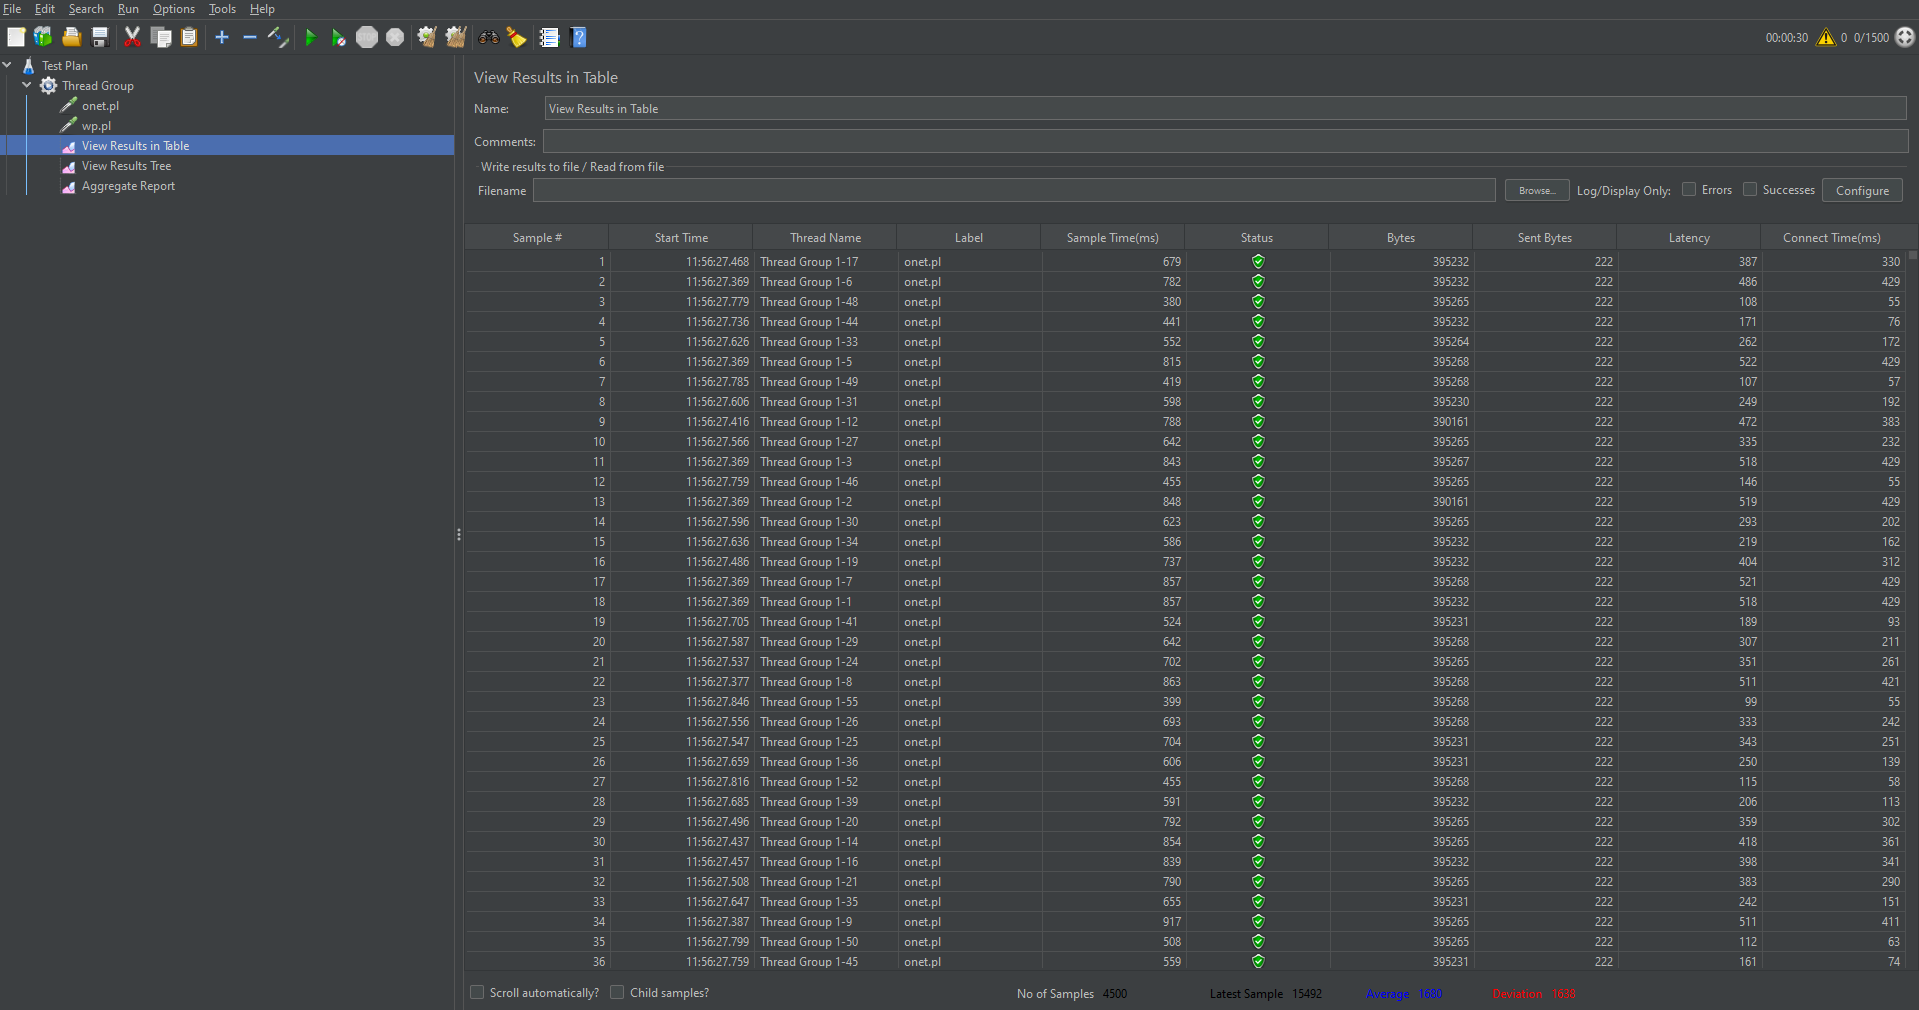 File Edit Search Run Options Tools Help
00:00:30 0 0/1500
Test Plan
Thread Group
onet.pl
wp.pl
View Results in Table
View Results Tree
Aggregate Report
View Results in Table
Name: View Results in Table
Comments:
Write results to file / Read from file
Filename Browse... Log/Display Only: Errors Successes Configure
Sample # Start Time Thread Name Label Sample Time(ms) Status Bytes Sent Bytes Latency Connect Time(ms)
1 11:56:27.468 Thread Group 1-17 onet.pl 679 395232 222 387 330
2 11:56:27.369 Thread Group 1-6 onet.pl 782 395232 222 486 429
3 11:56:27.779 Thread Group 1-48 onet.pl 380 395265 222 108 55
4 11:56:27.736 Thread Group 1-44 onet.pl 441 395232 222 171 76
5 11:56:27.626 Thread Group 1-33 onet.pl 552 395264 222 262 172
6 11:56:27.369 Thread Group 1-5 onet.pl 815 395268 222 522 429
7 11:56:27.785 Thread Group 1-49 onet.pl 419 395268 222 107 57
8 11:56:27.606 Thread Group 1-31 onet.pl 598 395230 222 249 192
9 11:56:27.416 Thread Group 1-12 onet.pl 788 390161 222 472 383
10 11:56:27.566 Thread Group 1-27 onet.pl 642 395265 222 335 232
11 11:56:27.369 Thread Group 1-3 onet.pl 843 395267 222 518 429
12 11:56:27.759 Thread Group 1-46 onet.pl 455 395265 222 146 55
13 11:56:27.369 Thread Group 1-2 onet.pl 848 390161 222 519 429
14 11:56:27.596 Thread Group 1-30 onet.pl 623 395265 222 293 202
15 11:56:27.636 Thread Group 1-34 onet.pl 586 395232 222 219 162
16 11:56:27.486 Thread Group 1-19 onet.pl 737 395232 222 404 312
17 11:56:27.369 Thread Group 1-7 onet.pl 857 395268 222 521 429
18 11:56:27.369 Thread Group 1-1 onet.pl 857 395232 222 518 429
19 11:56:27.705 Thread Group 1-41 onet.pl 524 395231 222 189 93
20 11:56:27.587 Thread Group 1-29 onet.pl 642 395268 222 307 211
21 11:56:27.537 Thread Group 1-24 onet.pl 702 395265 222 351 261
22 11:56:27.377 Thread Group 1-8 onet.pl 863 395268 222 511 421
23 11:56:27.846 Thread Group 1-55 onet.pl 399 395268 222 99 55
24 11:56:27.556 Thread Group 1-26 onet.pl 693 395268 222 333 242
25 11:56:27.547 Thread Group 1-25 onet.pl 704 395231 222 343 251
26 11:56:27.659 Thread Group 1-36 onet.pl 606 395231 222 250 139
27 11:56:27.816 Thread Group 1-52 onet.pl 455 395268 222 115 58
28 11:56:27.685 Thread Group 1-39 onet.pl 591 395232 222 206 113
29 11:56:27.496 Thread Group 1-20 onet.pl 792 395265 222 359 302
30 11:56:27.437 Thread Group 1-14 onet.pl 854 395265 222 418 361
31 11:56:27.457 Thread Group 1-16 onet.pl 839 395232 222 398 341
32 11:56:27.508 Thread Group 1-21 onet.pl 790 395265 222 383 290
33 11:56:27.647 Thread Group 1-35 onet.pl 655 395231 222 242 151
34 11:56:27.387 Thread Group 1-9 onet.pl 917 395265 222 511 411
35 11:56:27.799 Thread Group 1-50 onet.pl 508 395265 222 112 63
36 11:56:27.759 Thread Group 1-45 onet.pl 559 395231 222 161 74
Scroll automatically? Child samples? No of Samples 4500 Latest Sample 15492 Average 1680 Deviation 1638